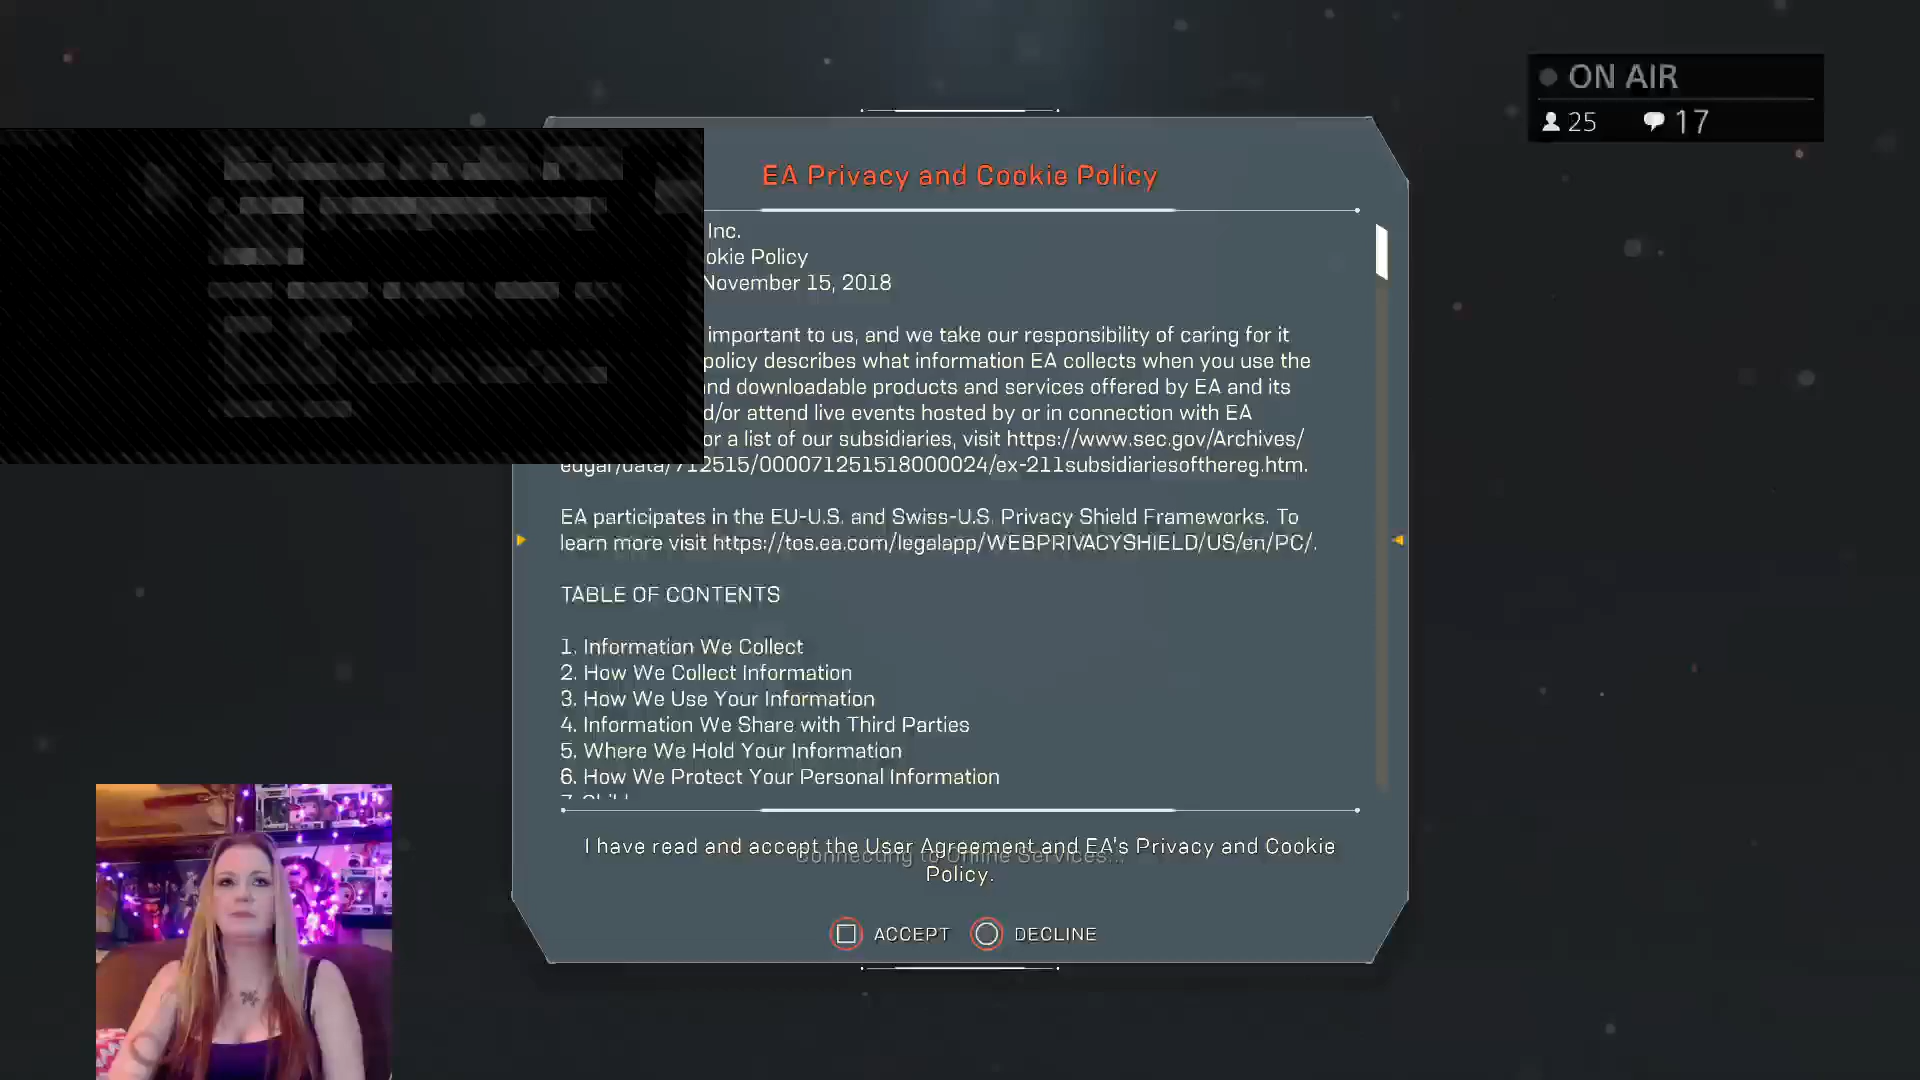 ON AIR
25 17
EA Privacy and Cookie Policy
Inc.
okie Policy
November 15, 2018
important to us, and we take our responsibility of caring for it
policy describes what information EA collects when you use the
nd downloadable products and services offered by EA and its
d/or attend live events hosted by or in connection with EA
or a list of our subsidiaries, visit https://www.sec.gov/Archives/
edgar/data/712515/000071251518000024/ex-211subsidiariesofthereg.htm.
EA participates in the EU-U.S. and Swiss-U.S. Privacy Shield Frameworks. To
learn more visit https://tos.ea.com/legalapp/WEBPRIVACYSHIELD/US/en/PC/.
TABLE OF CONTENTS
1. Information We Collect
2. How We Collect Information
3. How We Use Your Information
4. Information We Share with Third Parties
5. Where We Hold Your Information
6. How We Protect Your Personal Information
I have read and accept the User Agreement and EA's Privacy and Cookie
Connecting to Online Services...
Policy.
ACCEPT DECLINE